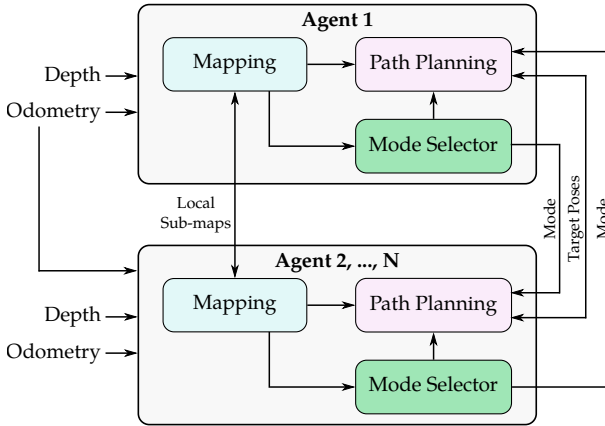 Agent 1
Mapping
Path Planning
Depth
Odometry
Mode Selector
Local
Sub-maps
Mode
Target Poses
Mode
Agent 2, ..., N
Mapping
Path Planning
Depth
Odometry
Mode Selector